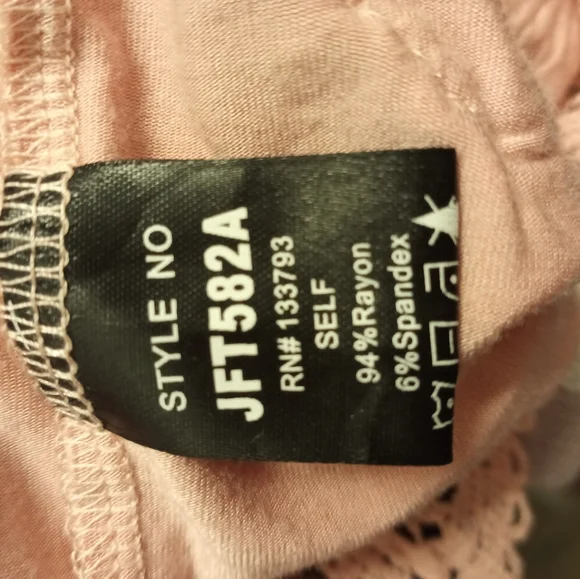 STYLE NO
JFT582A
RN# 133793
SELF
94%Rayon
6%Spandex